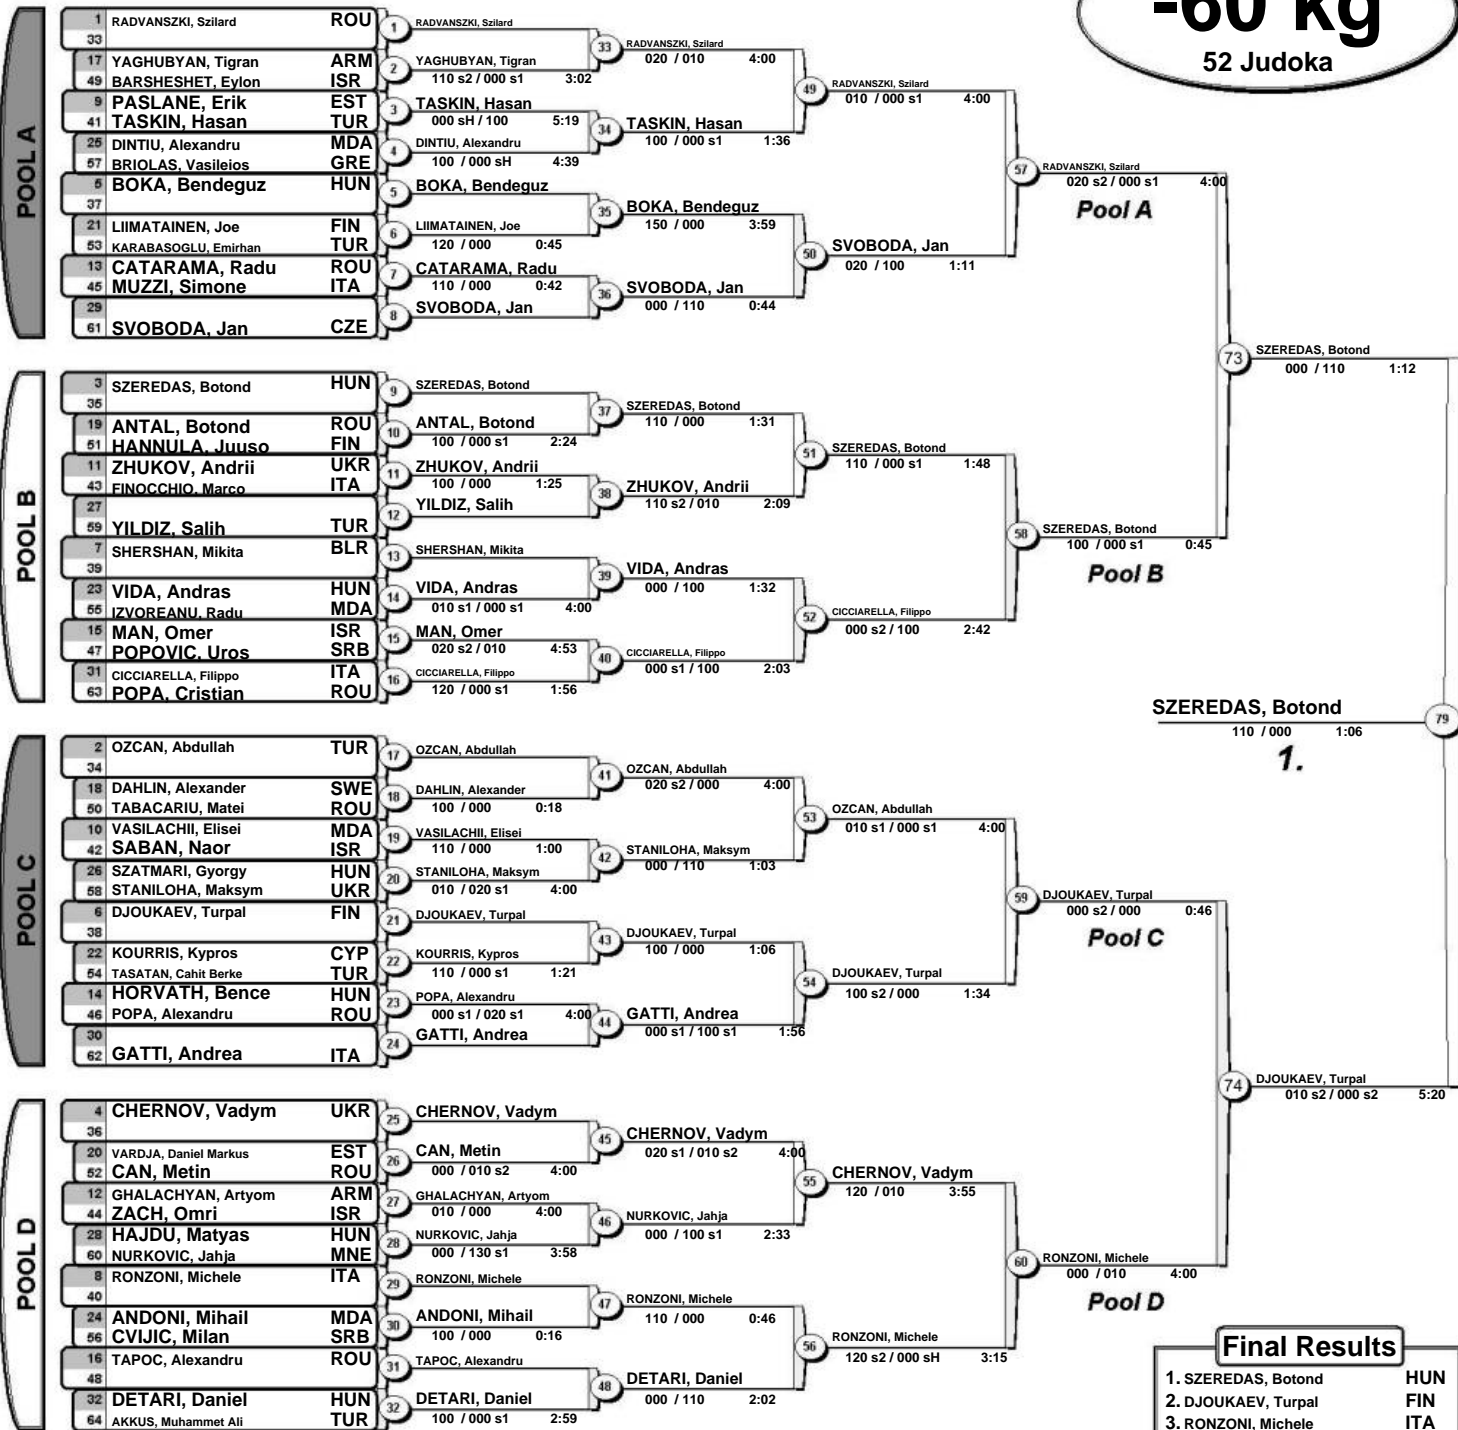 -60 kg
52 Judoka
POOL A
1 RADVANSZKI, Szilard ROU
33
17 YAGHUBYAN, Tigran ARM
49 BARSHESHET, Eylon ISR
9 PASLANE, Erik EST
41 TASKIN, Hasan TUR
25 DINTIU, Alexandru MDA
57 BRIOLAS, Vasileios GRE
5 BOKA, Bendeguz HUN
37
21 LIIMATAINEN, Joe FIN
53 KARABASOGLU, Emirhan TUR
13 CATARAMA, Radu ROU
45 MUZZI, Simone ITA
29
61 SVOBODA, Jan CZE
1 RADVANSZKI, Szilard
2 YAGHUBYAN, Tigran
110 s2 / 000 s1 3:02
3 TASKIN, Hasan
000 sH / 100 5:19
4 DINTIU, Alexandru
100 / 000 sH 4:39
5 BOKA, Bendeguz
6 LIIMATAINEN, Joe
120 / 000 0:45
7 CATARAMA, Radu
110 / 000 0:42
8 SVOBODA, Jan
33 RADVANSZKI, Szilard
020 / 010 4:00
34 TASKIN, Hasan
100 / 000 s1 1:36
35 BOKA, Bendeguz
150 / 000 3:59
36 SVOBODA, Jan
000 / 110 0:44
49 RADVANSZKI, Szilard
010 / 000 s1 4:00
50 SVOBODA, Jan
020 / 100 1:11
57 RADVANSZKI, Szilard
020 s2 / 000 s1 4:00
Pool A
POOL B
3 SZEREDAS, Botond HUN
35
19 ANTAL, Botond ROU
51 HANNULA, Juuso FIN
11 ZHUKOV, Andrii UKR
43 FINOCCHIO, Marco ITA
27
59 YILDIZ, Salih TUR
7 SHERSHAN, Mikita BLR
39
23 VIDA, Andras HUN
55 IZVOREANU, Radu MDA
15 MAN, Omer ISR
47 POPOVIC, Uros SRB
31 CICCIARELLA, Filippo ITA
63 POPA, Cristian ROU
9 SZEREDAS, Botond
10 ANTAL, Botond
100 / 000 s1 2:24
11 ZHUKOV, Andrii
100 / 000 1:25
12 YILDIZ, Salih
13 SHERSHAN, Mikita
14 VIDA, Andras
010 s1 / 000 s1 4:00
15 MAN, Omer
020 s2 / 010 4:53
16 CICCIARELLA, Filippo
120 / 000 s1 1:56
37 SZEREDAS, Botond
110 / 000 1:31
38 ZHUKOV, Andrii
110 s2 / 010 2:09
39 VIDA, Andras
000 / 100 1:32
40 CICCIARELLA, Filippo
000 s1 / 100 2:03
51 SZEREDAS, Botond
110 / 000 s1 1:48
52 CICCIARELLA, Filippo
000 s2 / 100 2:42
58 SZEREDAS, Botond
100 / 000 s1 0:45
Pool B
73 SZEREDAS, Botond
000 / 110 1:12
SZEREDAS, Botond 79
110 / 000 1:06
1.
POOL C
2 OZCAN, Abdullah TUR
34
18 DAHLIN, Alexander SWE
50 TABACARIU, Matei ROU
10 VASILACHII, Elisei MDA
42 SABAN, Naor ISR
26 SZATMARI, Gyorgy HUN
58 STANILOHA, Maksym UKR
6 DJOUKAEV, Turpal FIN
38
22 KOURRIS, Kypros CYP
54 TASATAN, Cahit Berke TUR
14 HORVATH, Bence HUN
46 POPA, Alexandru ROU
30
62 GATTI, Andrea ITA
17 OZCAN, Abdullah
18 DAHLIN, Alexander
100 / 000 0:18
19 VASILACHII, Elisei
110 / 000 1:00
20 STANILOHA, Maksym
010 / 020 s1 4:00
21 DJOUKAEV, Turpal
22 KOURRIS, Kypros
110 / 000 s1 1:21
23 POPA, Alexandru
000 s1 / 020 s1 4:00
24 GATTI, Andrea
41 OZCAN, Abdullah
020 s2 / 000 4:00
42 STANILOHA, Maksym
000 / 110 1:03
43 DJOUKAEV, Turpal
100 / 000 1:06
44 GATTI, Andrea
000 s1 / 100 s1 1:56
53 OZCAN, Abdullah
010 s1 / 000 s1 4:00
54 DJOUKAEV, Turpal
100 s2 / 000 1:34
59 DJOUKAEV, Turpal
000 s2 / 000 0:46
Pool C
POOL D
4 CHERNOV, Vadym UKR
36
20 VARDJA, Daniel Markus EST
52 CAN, Metin ROU
12 GHALACHYAN, Artyom ARM
44 ZACH, Omri ISR
28 HAJDU, Matyas HUN
60 NURKOVIC, Jahja MNE
8 RONZONI, Michele ITA
40
24 ANDONI, Mihail MDA
56 CVIJIC, Milan SRB
16 TAPOC, Alexandru ROU
48
32 DETARI, Daniel HUN
64 AKKUS, Muhammet Ali TUR
25 CHERNOV, Vadym
26 CAN, Metin
000 / 010 s2 4:00
27 GHALACHYAN, Artyom
010 / 000 4:00
28 NURKOVIC, Jahja
000 / 130 s1 3:58
29 RONZONI, Michele
30 ANDONI, Mihail
100 / 000 0:16
31 TAPOC, Alexandru
32 DETARI, Daniel
100 / 000 s1 2:59
45 CHERNOV, Vadym
020 s1 / 010 s2 4:00
46 NURKOVIC, Jahja
000 / 100 s1 2:33
47 RONZONI, Michele
110 / 000 0:46
48 DETARI, Daniel
000 / 110 2:02
55 CHERNOV, Vadym
120 / 010 3:55
56 RONZONI, Michele
120 s2 / 000 sH 3:15
60 RONZONI, Michele
000 / 010 4:00
Pool D
74 DJOUKAEV, Turpal
010 s2 / 000 s2 5:20
Final Results
1. SZEREDAS, Botond HUN
2. DJOUKAEV, Turpal FIN
3. RONZONI, Michele ITA